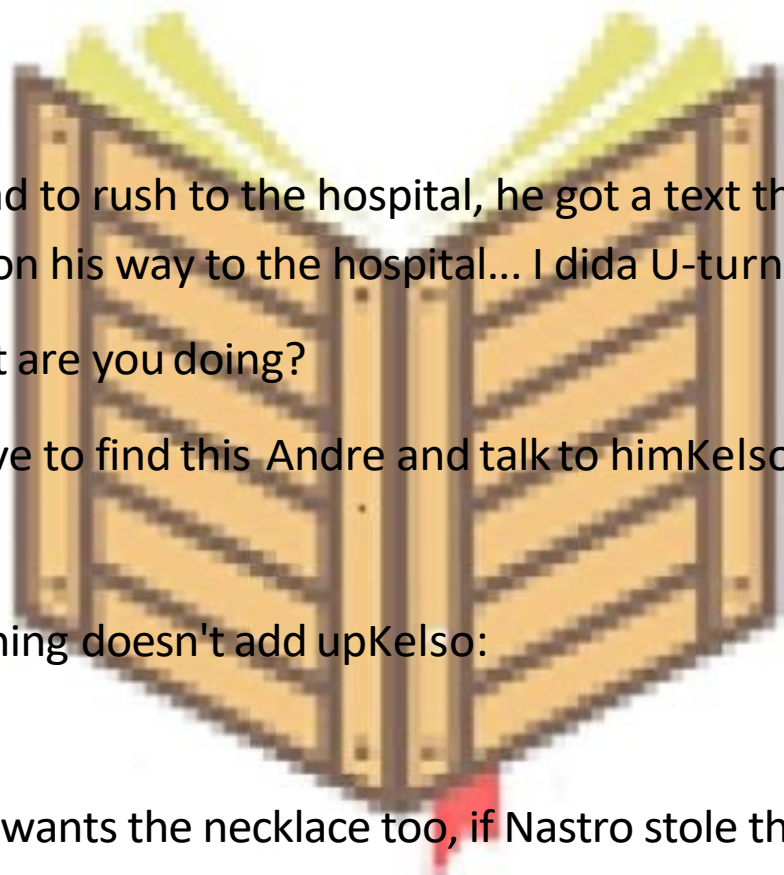 d to rush to the hospital, he got a text th
on his way to the hospital... I dida U-turn
t are you doing?
ve to find this Andre and talk to himKelso
ning doesn't add upKelso:
wants the necklace too, if Nastro stole th